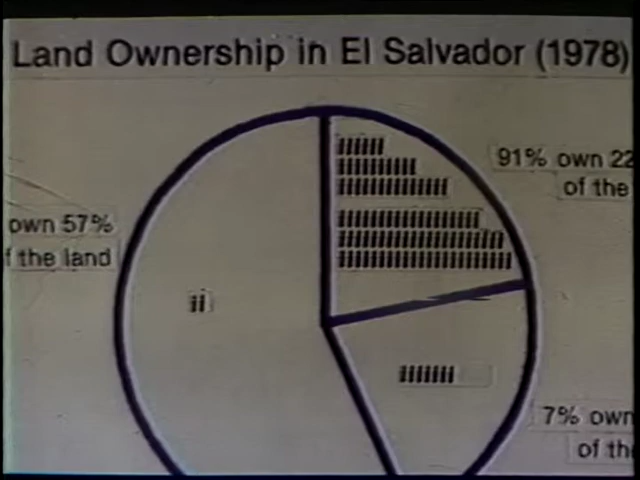 Land Ownership in El Salvador (1978)
91% own 22
of the
own 57%
f the land
7% own
of th